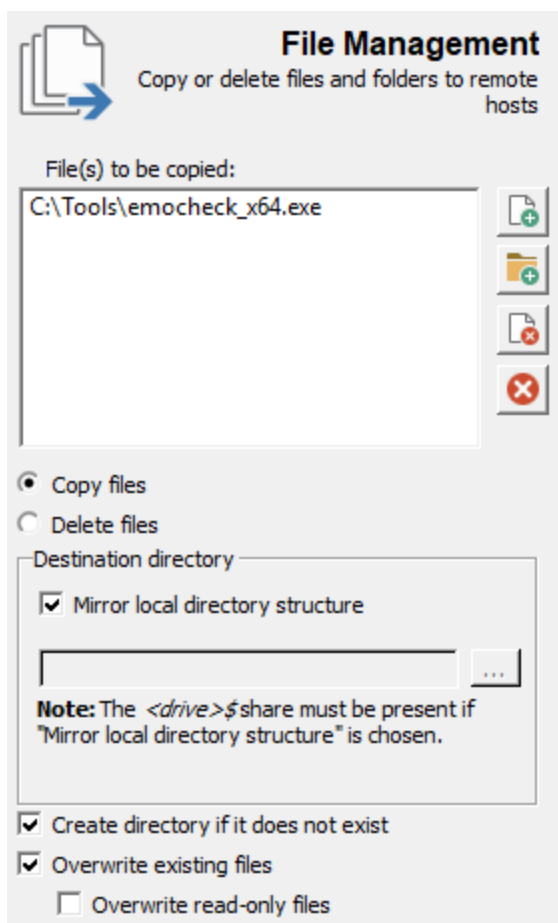 File Management
Copy or delete files and folders to remote
hosts
File(s) to be copied:
C:\Tools\emocheck_x64.exe
Copy files
Delete files
Destination directory
Mirror local directory structure
...
Note: The <drive>$ share must be present if
"Mirror local directory structure" is chosen.
Create directory if it does not exist
Overwrite existing files
Overwrite read-only files